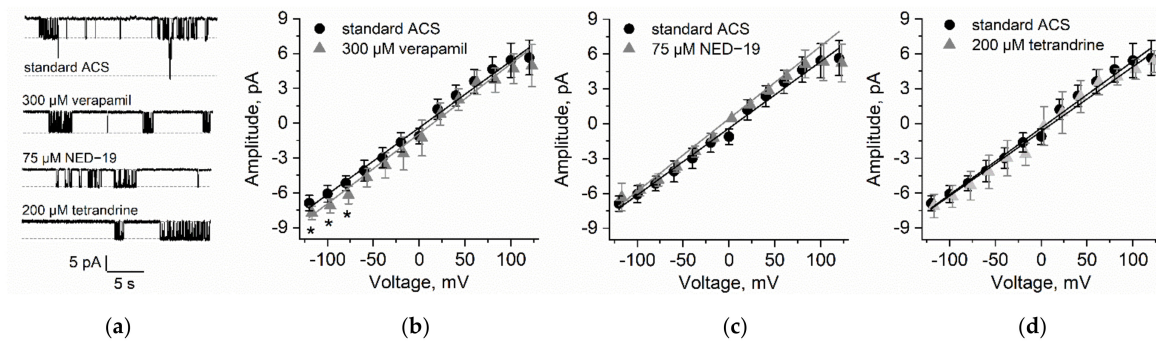 standard ACS
300 µM verapamil
75 µM NED−19
200 µM tetrandrine
5 pA
5 s
(a)
standard ACS
300 µM verapamil
Amplitude, pA
6
3
0
-3
-6
-9
* * *
-100 -50 0 50 100
Voltage, mV
(b)
standard ACS
75 µM NED−19
Amplitude, pA
6
3
0
-3
-6
-9
-100 -50 0 50 100
Voltage, mV
(c)
standard ACS
200 µM tetrandrine
Amplitude, pA
6
3
0
-3
-6
-9
-100 -50 0 50 100
Voltage, mV
(d)